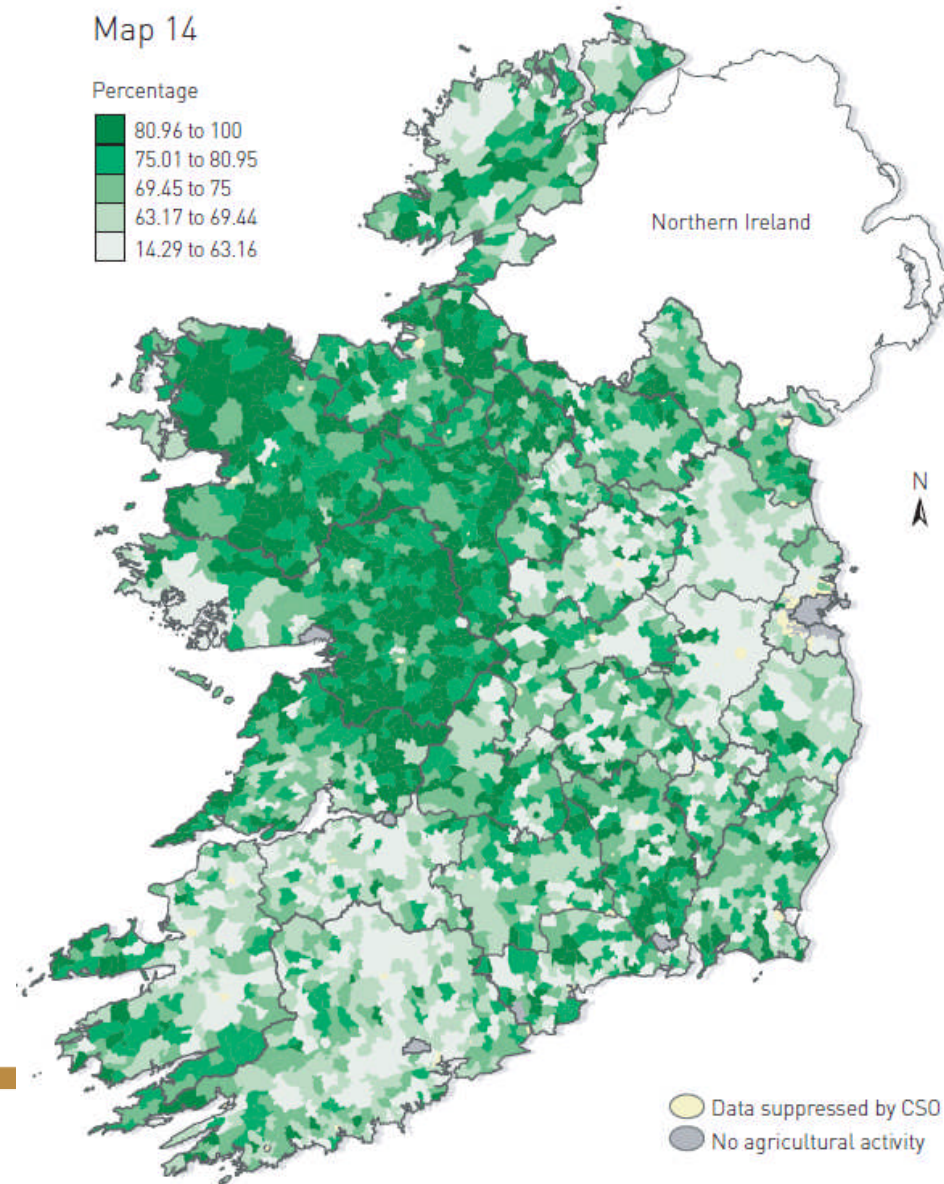 Map 14
Percentage
80.96 to 100
75.01 to 80.95
69.45 to 75
63.17 to 69.44
14.29 to 63.16
Northern Ireland
N
Data suppressed by CSO
No agricultural activity